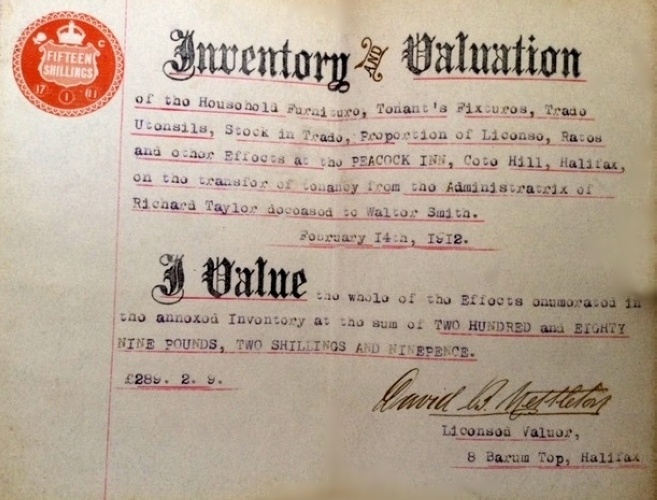 FIFTEEN
SHILLINGS
Inventory AND Valuation
of the Household Furniture, Tenant's Fixtures, Trade
Utensils, Stock in Trade, Proportion of License, Rates
and other Effects at the PEACOCK INN, Cote Hill, Halifax,
on the transfer of tenancy from the Administratrix of
Richard Taylor deceased to Walter Smith.
February 14th, 1912.
I Value the whole of the Effects enumerated in
the annexed Inventory at the sum of TWO HUNDRED and EIGHTY
NINE POUNDS, TWO SHILLINGS AND NINEPENCE.
£289. 2. 9.
David B. Nettleton
Licensed Valuer,
8 Barum Top, Halifax